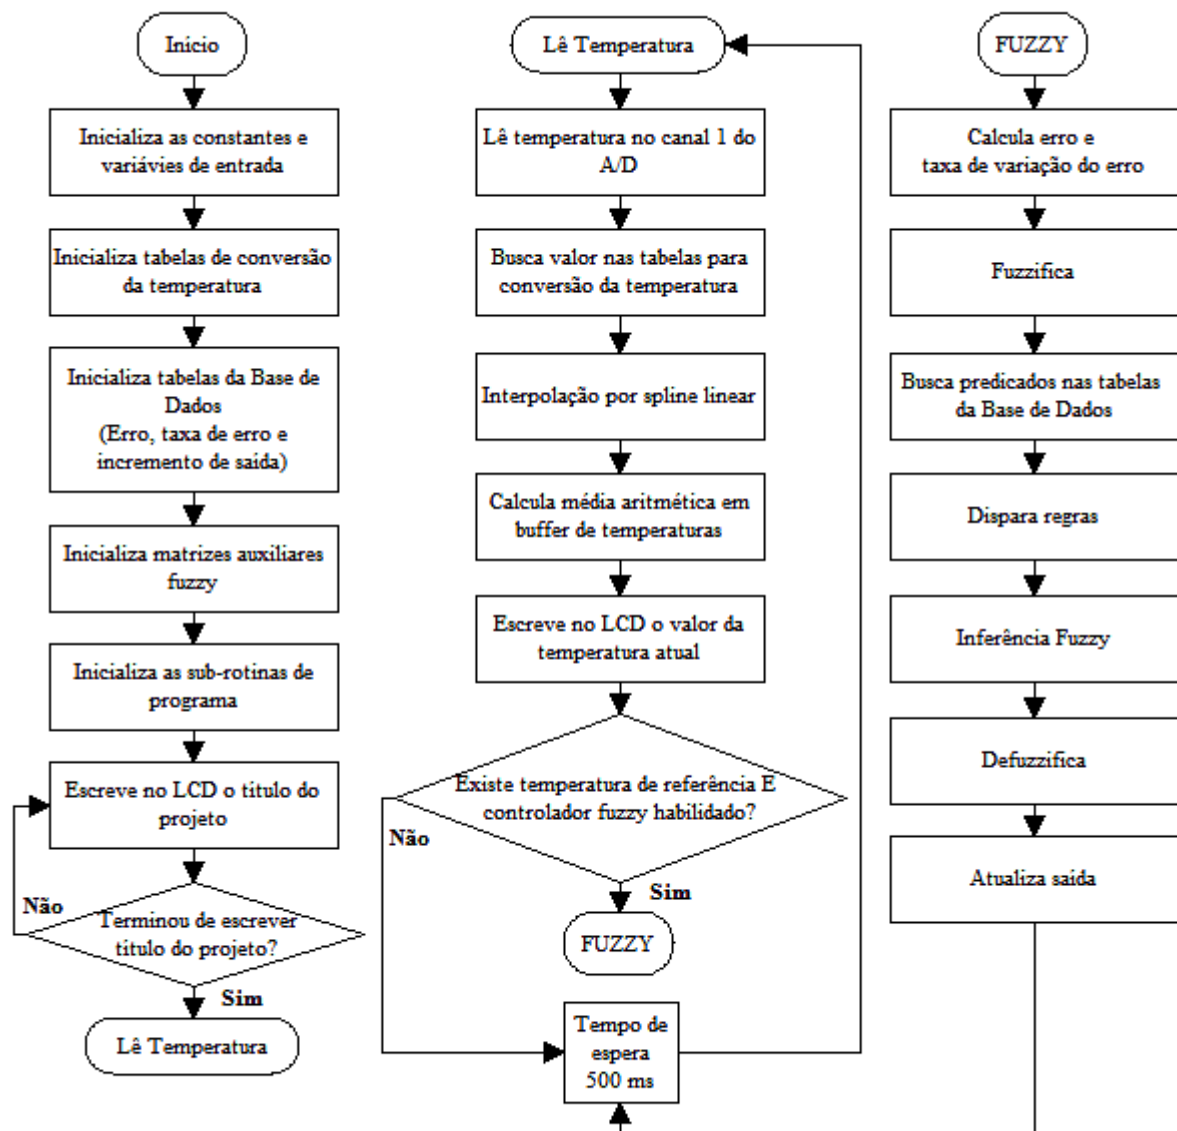 Início
Inicializa as constantes e
variávies de entrada
Inicializa tabelas de conversão
da temperatura
Inicializa tabelas da Base de
Dados
(Erro, taxa de erro e
incremento de saída)
Inicializa matrizes auxiliares
fuzzy
Inicializa as sub-rotinas de
programa
Escreve no LCD o título do
projeto
Não
Terminou de escrever
título do projeto?
Sim
Lê Temperatura
Lê Temperatura
Lê temperatura no canal 1 do
A/D
Busca valor nas tabelas para
conversão da temperatura
Interpolação por spline linear
Calcula média aritmética em
buffer de temperaturas
Escreve no LCD o valor da
temperatura atual
Existe temperatura de referência E
controlador fuzzy habilidado?
Não
Sim
FUZZY
Tempo de
espera
500 ms
FUZZY
Calcula erro e
taxa de variação do erro
Fuzzifica
Busca predicados nas tabelas
da Base de Dados
Dispara regras
Inferência Fuzzy
Defuzzifica
Atualiza saída